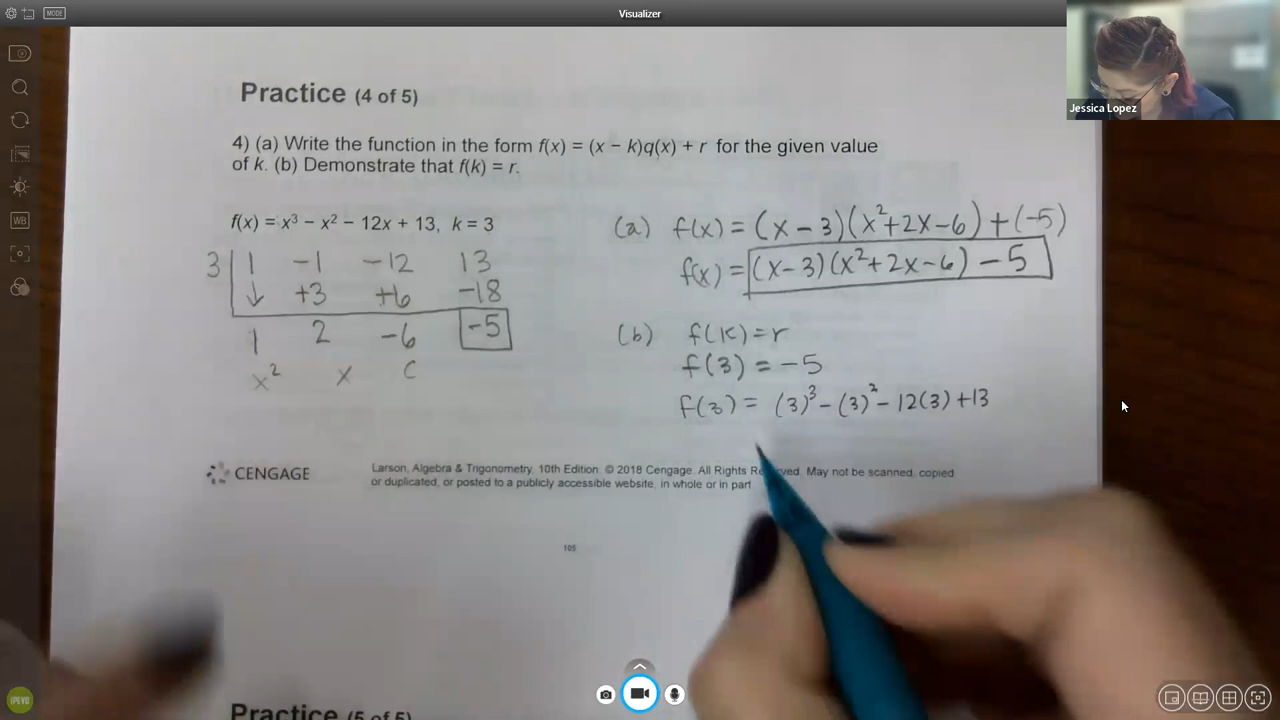 MODE
Visualizer
Jessica Lopez
WB
Practice (4 of 5)
4) (a) Write the function in the form f(x) = (x − k)q(x) + r for the given value
of k. (b) Demonstrate that f(k) = r.
f(x) = x³ − x² − 12x + 13, k = 3
3 1 −1 −12 13
↓ +3 +6 −18
1 2 −6 −5
x² x c
(a) f(x) = (x − 3)(x²+2x−6)+(−5)
f(x) = (x−3)(x²+2x−6) − 5
(b) f(k)=r
f(3) = −5
f(3) = (3)³ − (3)² − 12(3) +13
CENGAGE
Larson, Algebra & Trigonometry, 10th Edition. © 2018 Cengage. All Rights Reserved. May not be scanned, copied
or duplicated, or posted to a publicly accessible website, in whole or in part.
105
IPEVO
Practice (5 of 5)